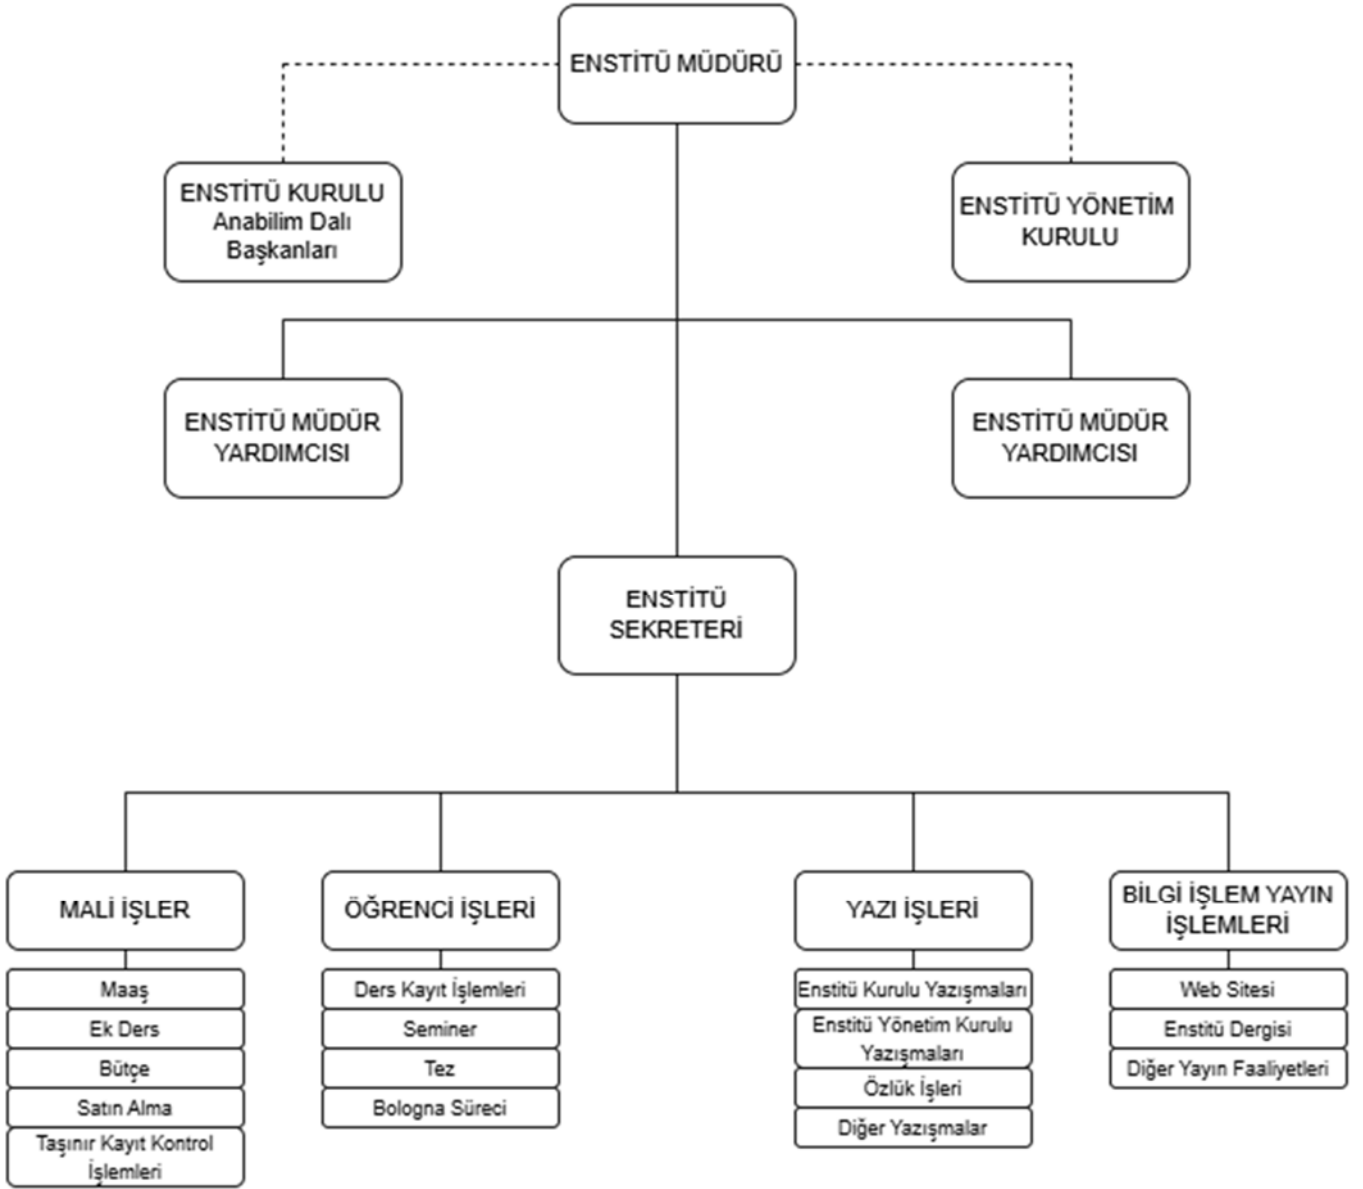 ENSTİTÜ MÜDÜRÜ
ENSTİTÜ KURULU
Anabilim Dalı
Başkanları
ENSTİTÜ YÖNETİM
KURULU
ENSTİTÜ MÜDÜR
YARDIMCISI
ENSTİTÜ MÜDÜR
YARDIMCISI
ENSTİTÜ
SEKRETERİ
MALİ İŞLER
Maaş
Ek Ders
Bütçe
Satın Alma
Taşınır Kayıt Kontrol
İşlemleri
ÖĞRENCİ İŞLERİ
Ders Kayıt İşlemleri
Seminer
Tez
Bologna Süreci
YAZI İŞLERİ
Enstitü Kurulu Yazışmaları
Enstitü Yönetim Kurulu
Yazışmaları
Özlük İşleri
Diğer Yazışmalar
BİLGİ İŞLEM YAYIN
İŞLEMLERİ
Web Sitesi
Enstitü Dergisi
Diğer Yayın Faaliyetleri